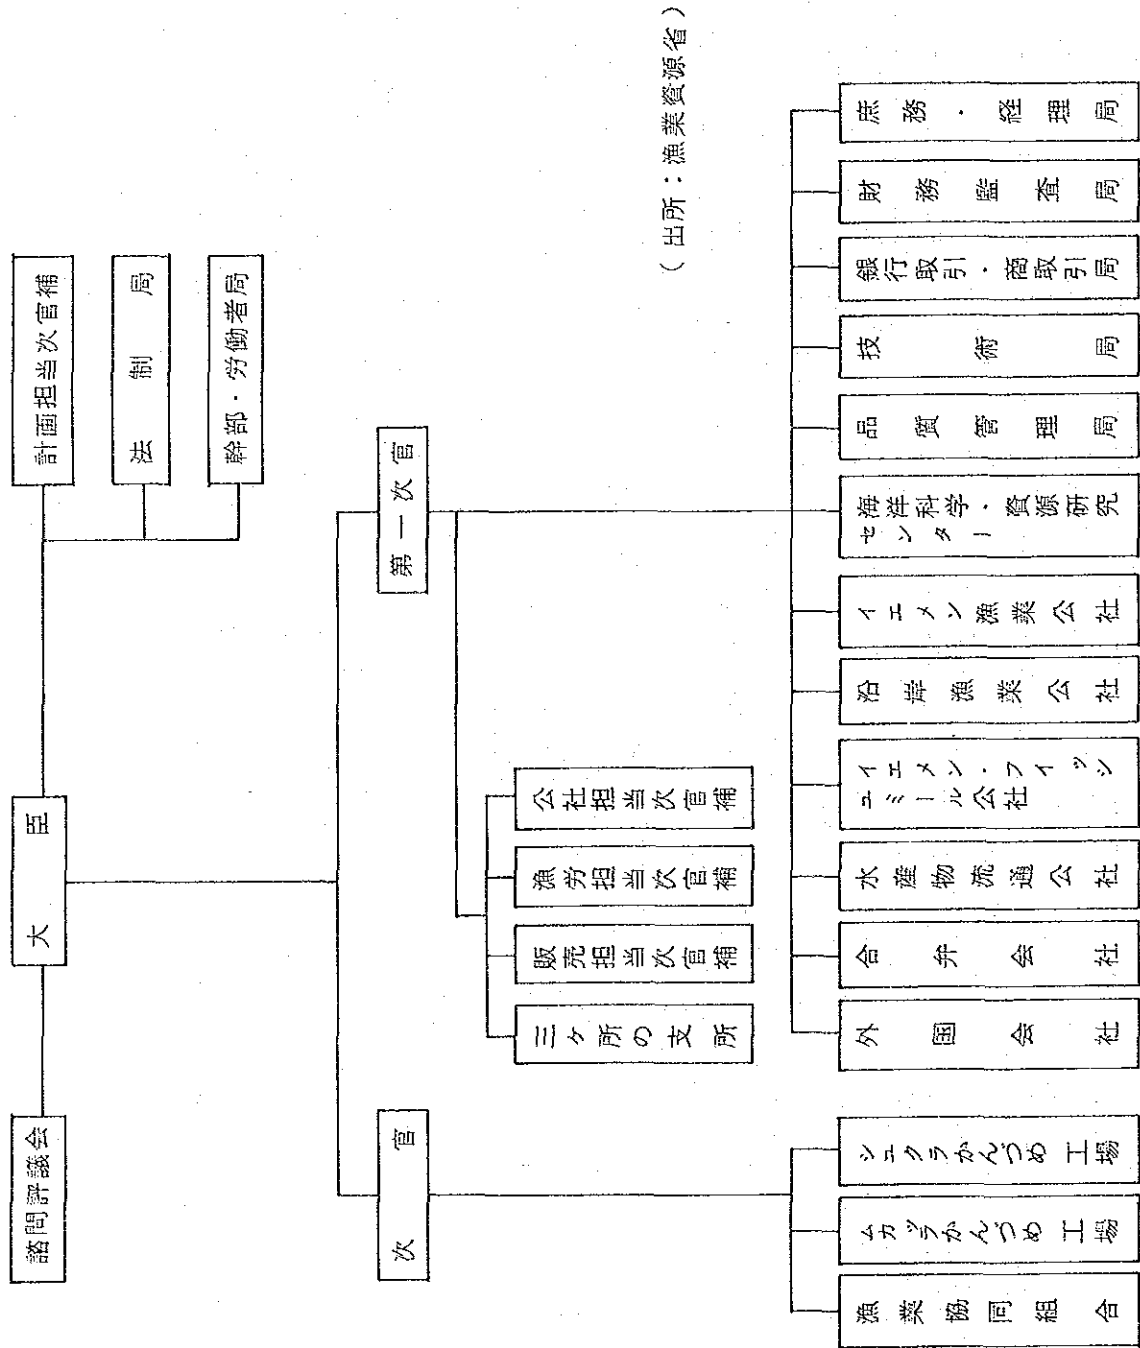 諮問評議会
大臣
計画担当次官補
法制局
幹部・労働者局
次官
第一次官
三ヶ所の支所
販売担当次官補
漁労担当次官補
公社担当次官補
（出所：漁業資源省）
漁業協同組合
ムカッラかんづめ工場
シュクラかんづめ工場
外国会社
合弁会社
水産物流通公社
イエメン・フイッシ
ュミール公社
沿岸漁業公社
イエメン漁業公社
海洋科学・資源研究
センター
品質管理局
技術局
銀行取引・商取引局
財務監査局
庶務・経理局